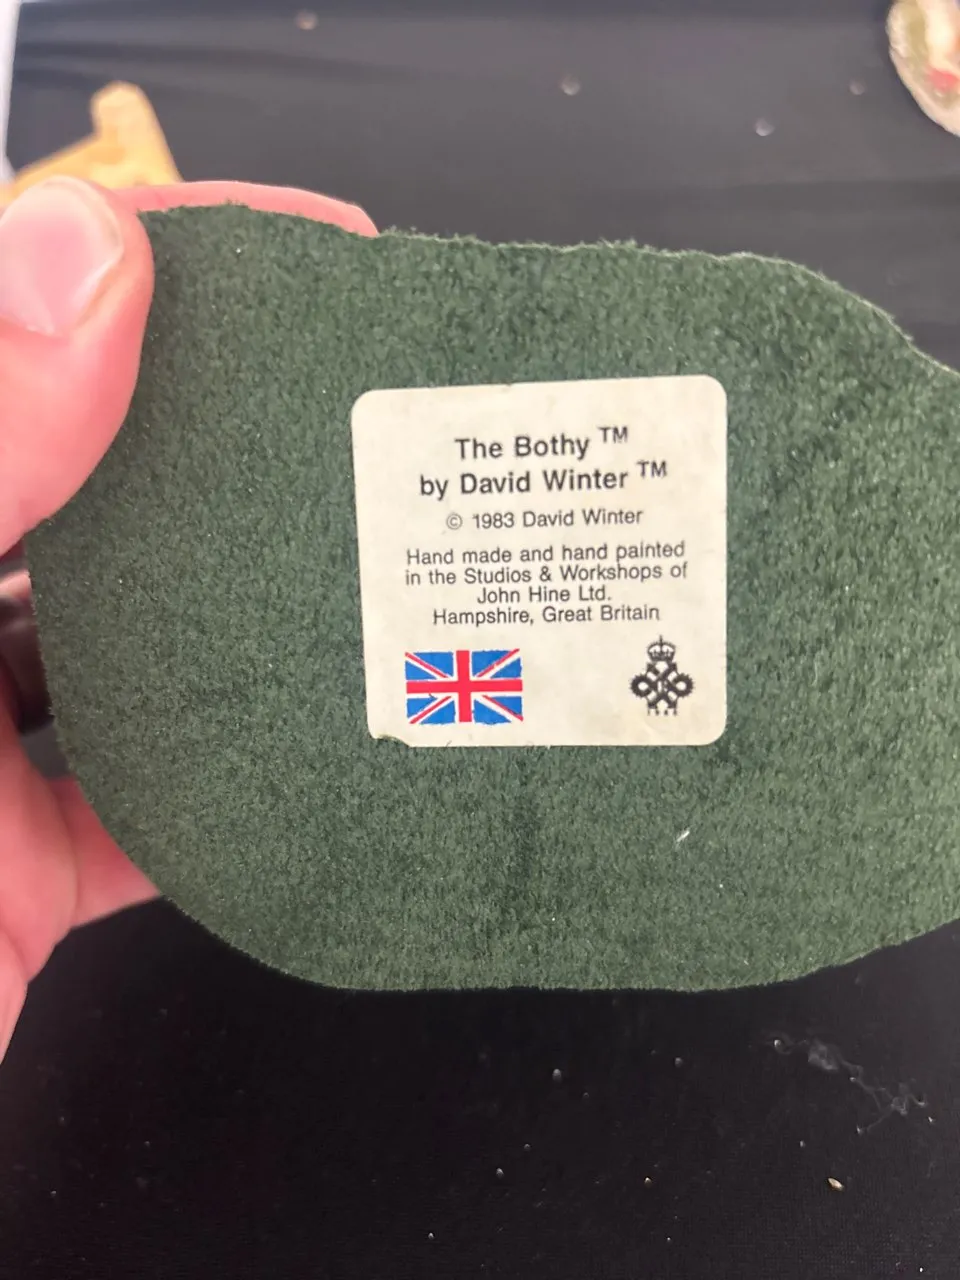 The Bothy ™
by David Winter ™
© 1983 David Winter
Hand made and hand painted
in the Studios & Workshops of
John Hine Ltd.
Hampshire, Great Britain